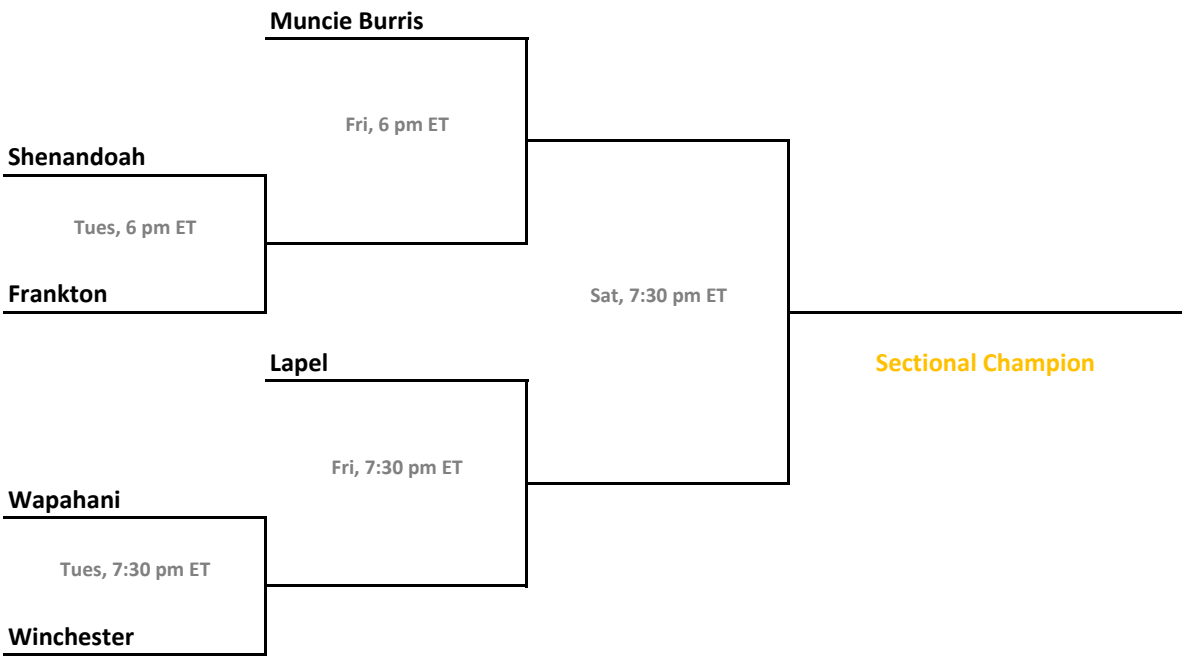 Muncie Burris
Fri, 6 pm ET
Shenandoah
Tues, 6 pm ET
Frankton
Sat, 7:30 pm ET
Lapel
Sectional Champion
Fri, 7:30 pm ET
Wapahani
Tues, 7:30 pm ET
Winchester